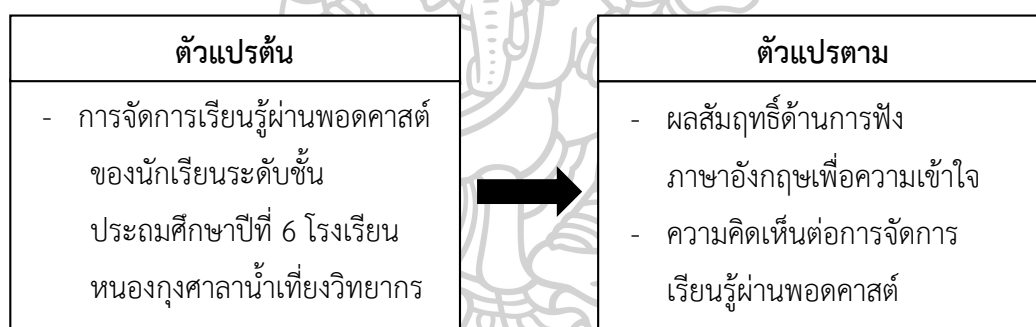 ตัวแปรต้น
- การจัดการเรียนรู้ผ่านพอดคาสต์
ของนักเรียนระดับชั้น
ประถมศึกษาปีที่ 6 โรงเรียน
หนองกุงศาลาน้ำเที่ยงวิทยากร
ตัวแปรตาม
- ผลสัมฤทธิ์ด้านการฟัง
ภาษาอังกฤษเพื่อความเข้าใจ
- ความคิดเห็นต่อการจัดการ
เรียนรู้ผ่านพอดคาสต์